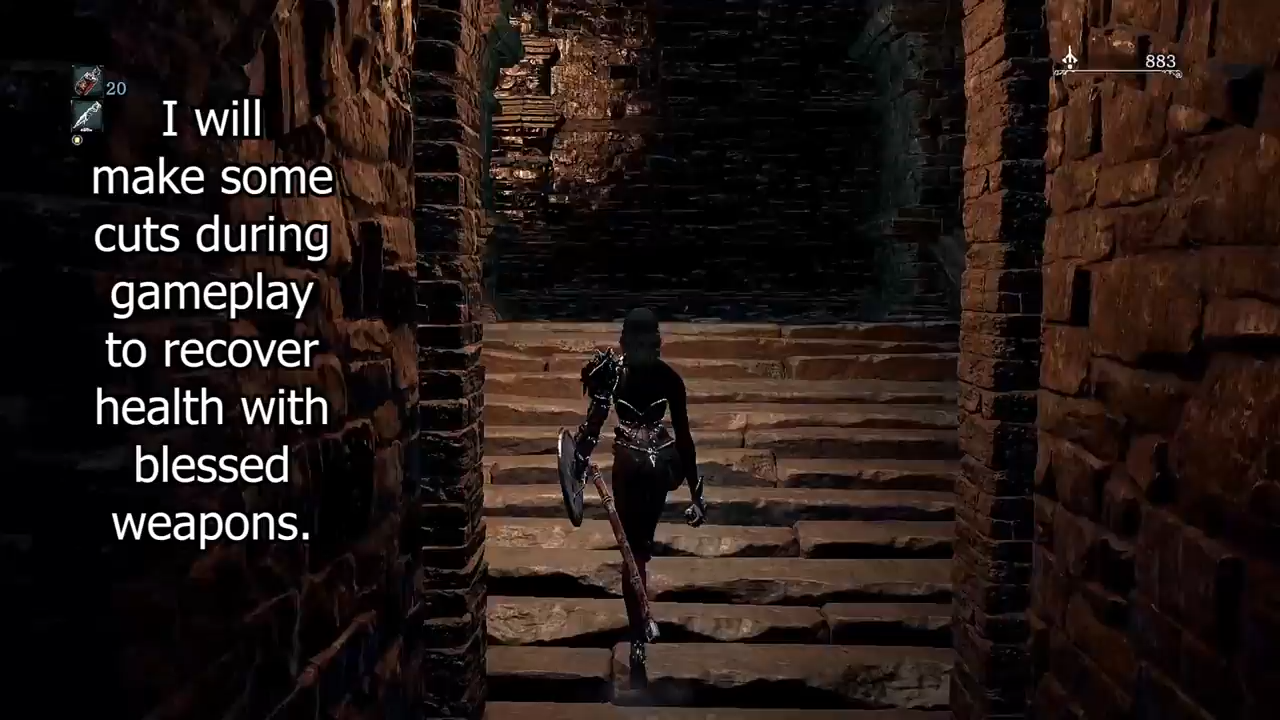 20
883
I will
make some
cuts during
gameplay
to recover
health with
blessed
weapons.